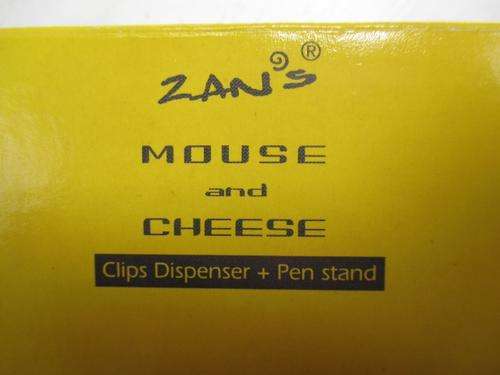 ZAN's ®
MOUSE
and
CHEESE
Clips Dispenser + Pen stand